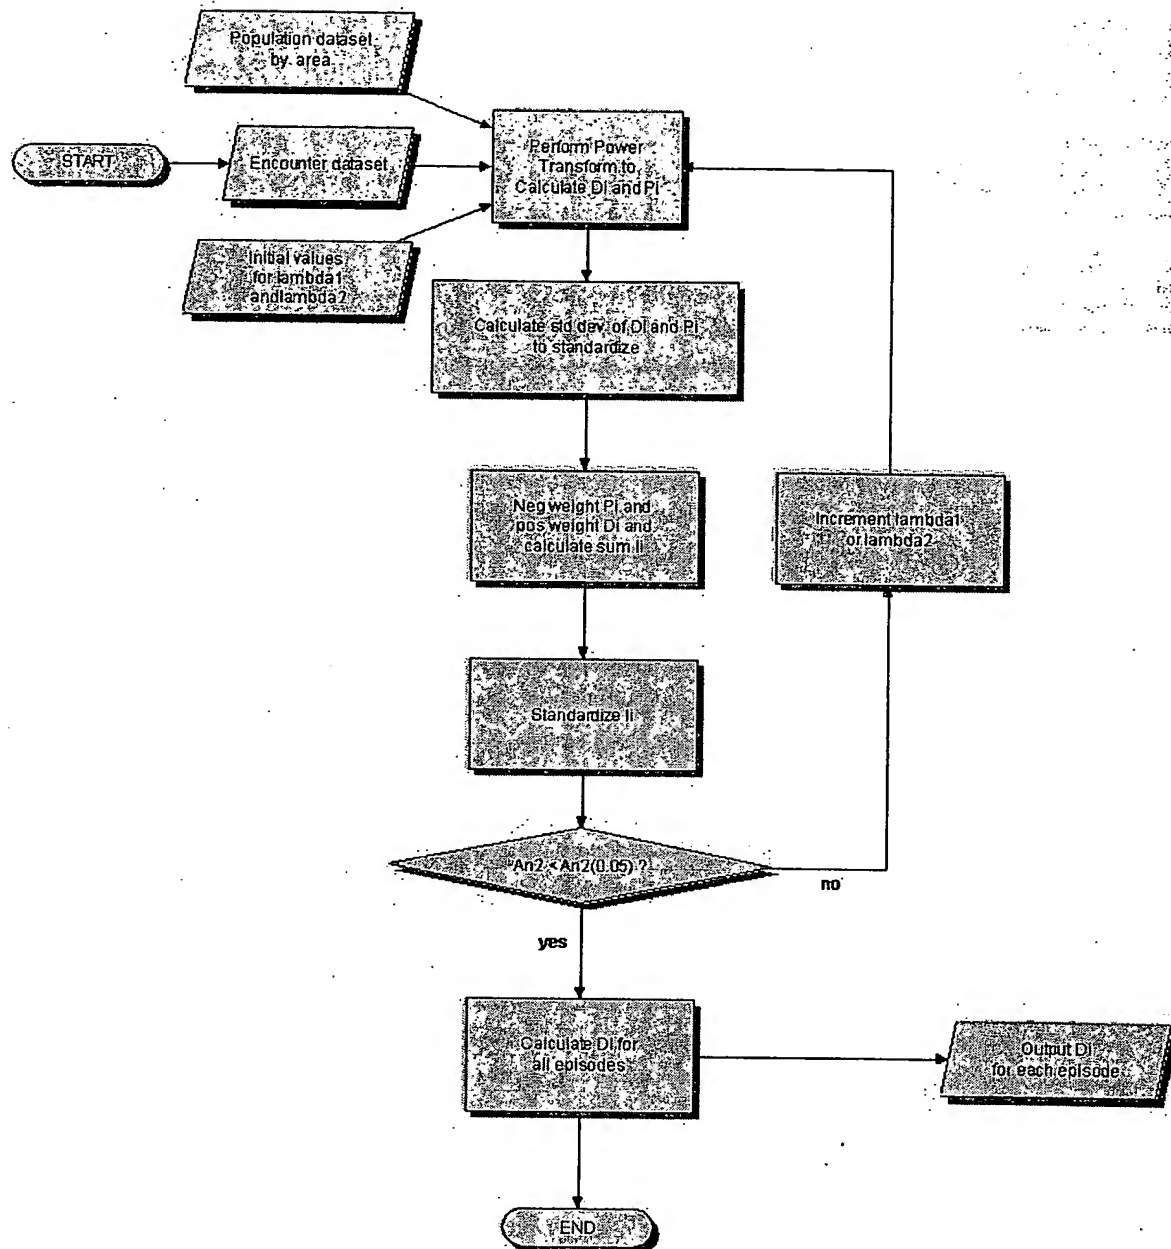 Population dataset
by area
START
Encounter dataset
Perform Power
Transform to
Calculate Di and Pi
Initial values
for lambda1
andlambda2
Calculate std dev. of Di and Pi
to standardize
Neg weight Pi and
pos weight Di and
calculate sum Ii
Increment lambda1
or lambda2
Standardize Ii
An2 < An2(0.05) ?
no
yes
Calculate DI for
all episodes
Output DI
for each episode
END